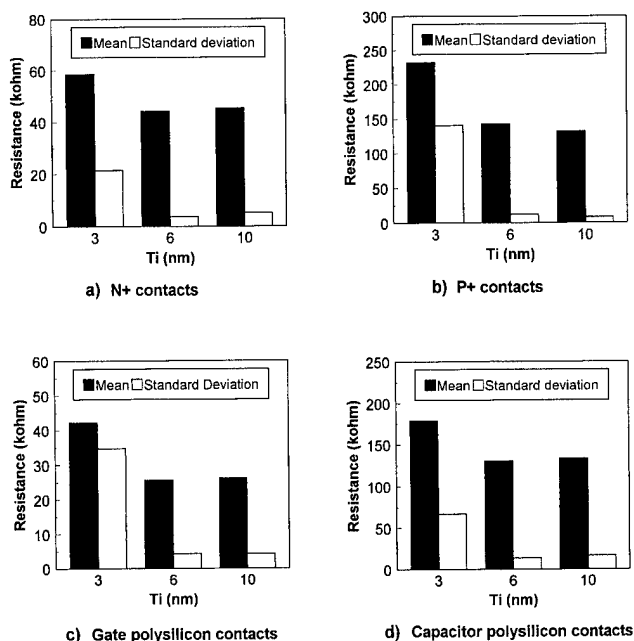 80
60
40
20
0
Resistance (kohm)
Mean Standard deviation
3 6 10
Ti (nm)
a) N+ contacts
300
250
200
150
100
50
0
Resistance (kohm)
Mean Standard deviation
3 6 10
Ti (nm)
b) P+ contacts
60
50
40
30
20
10
0
Resistance (kohm)
Mean Standard Deviation
3 6 10
Ti (nm)
c) Gate polysilicon contacts
250
200
150
100
50
0
Resistance (kohm)
Mean Standard deviation
3 6 10
Ti (nm)
d) Capacitor polysilicon contacts